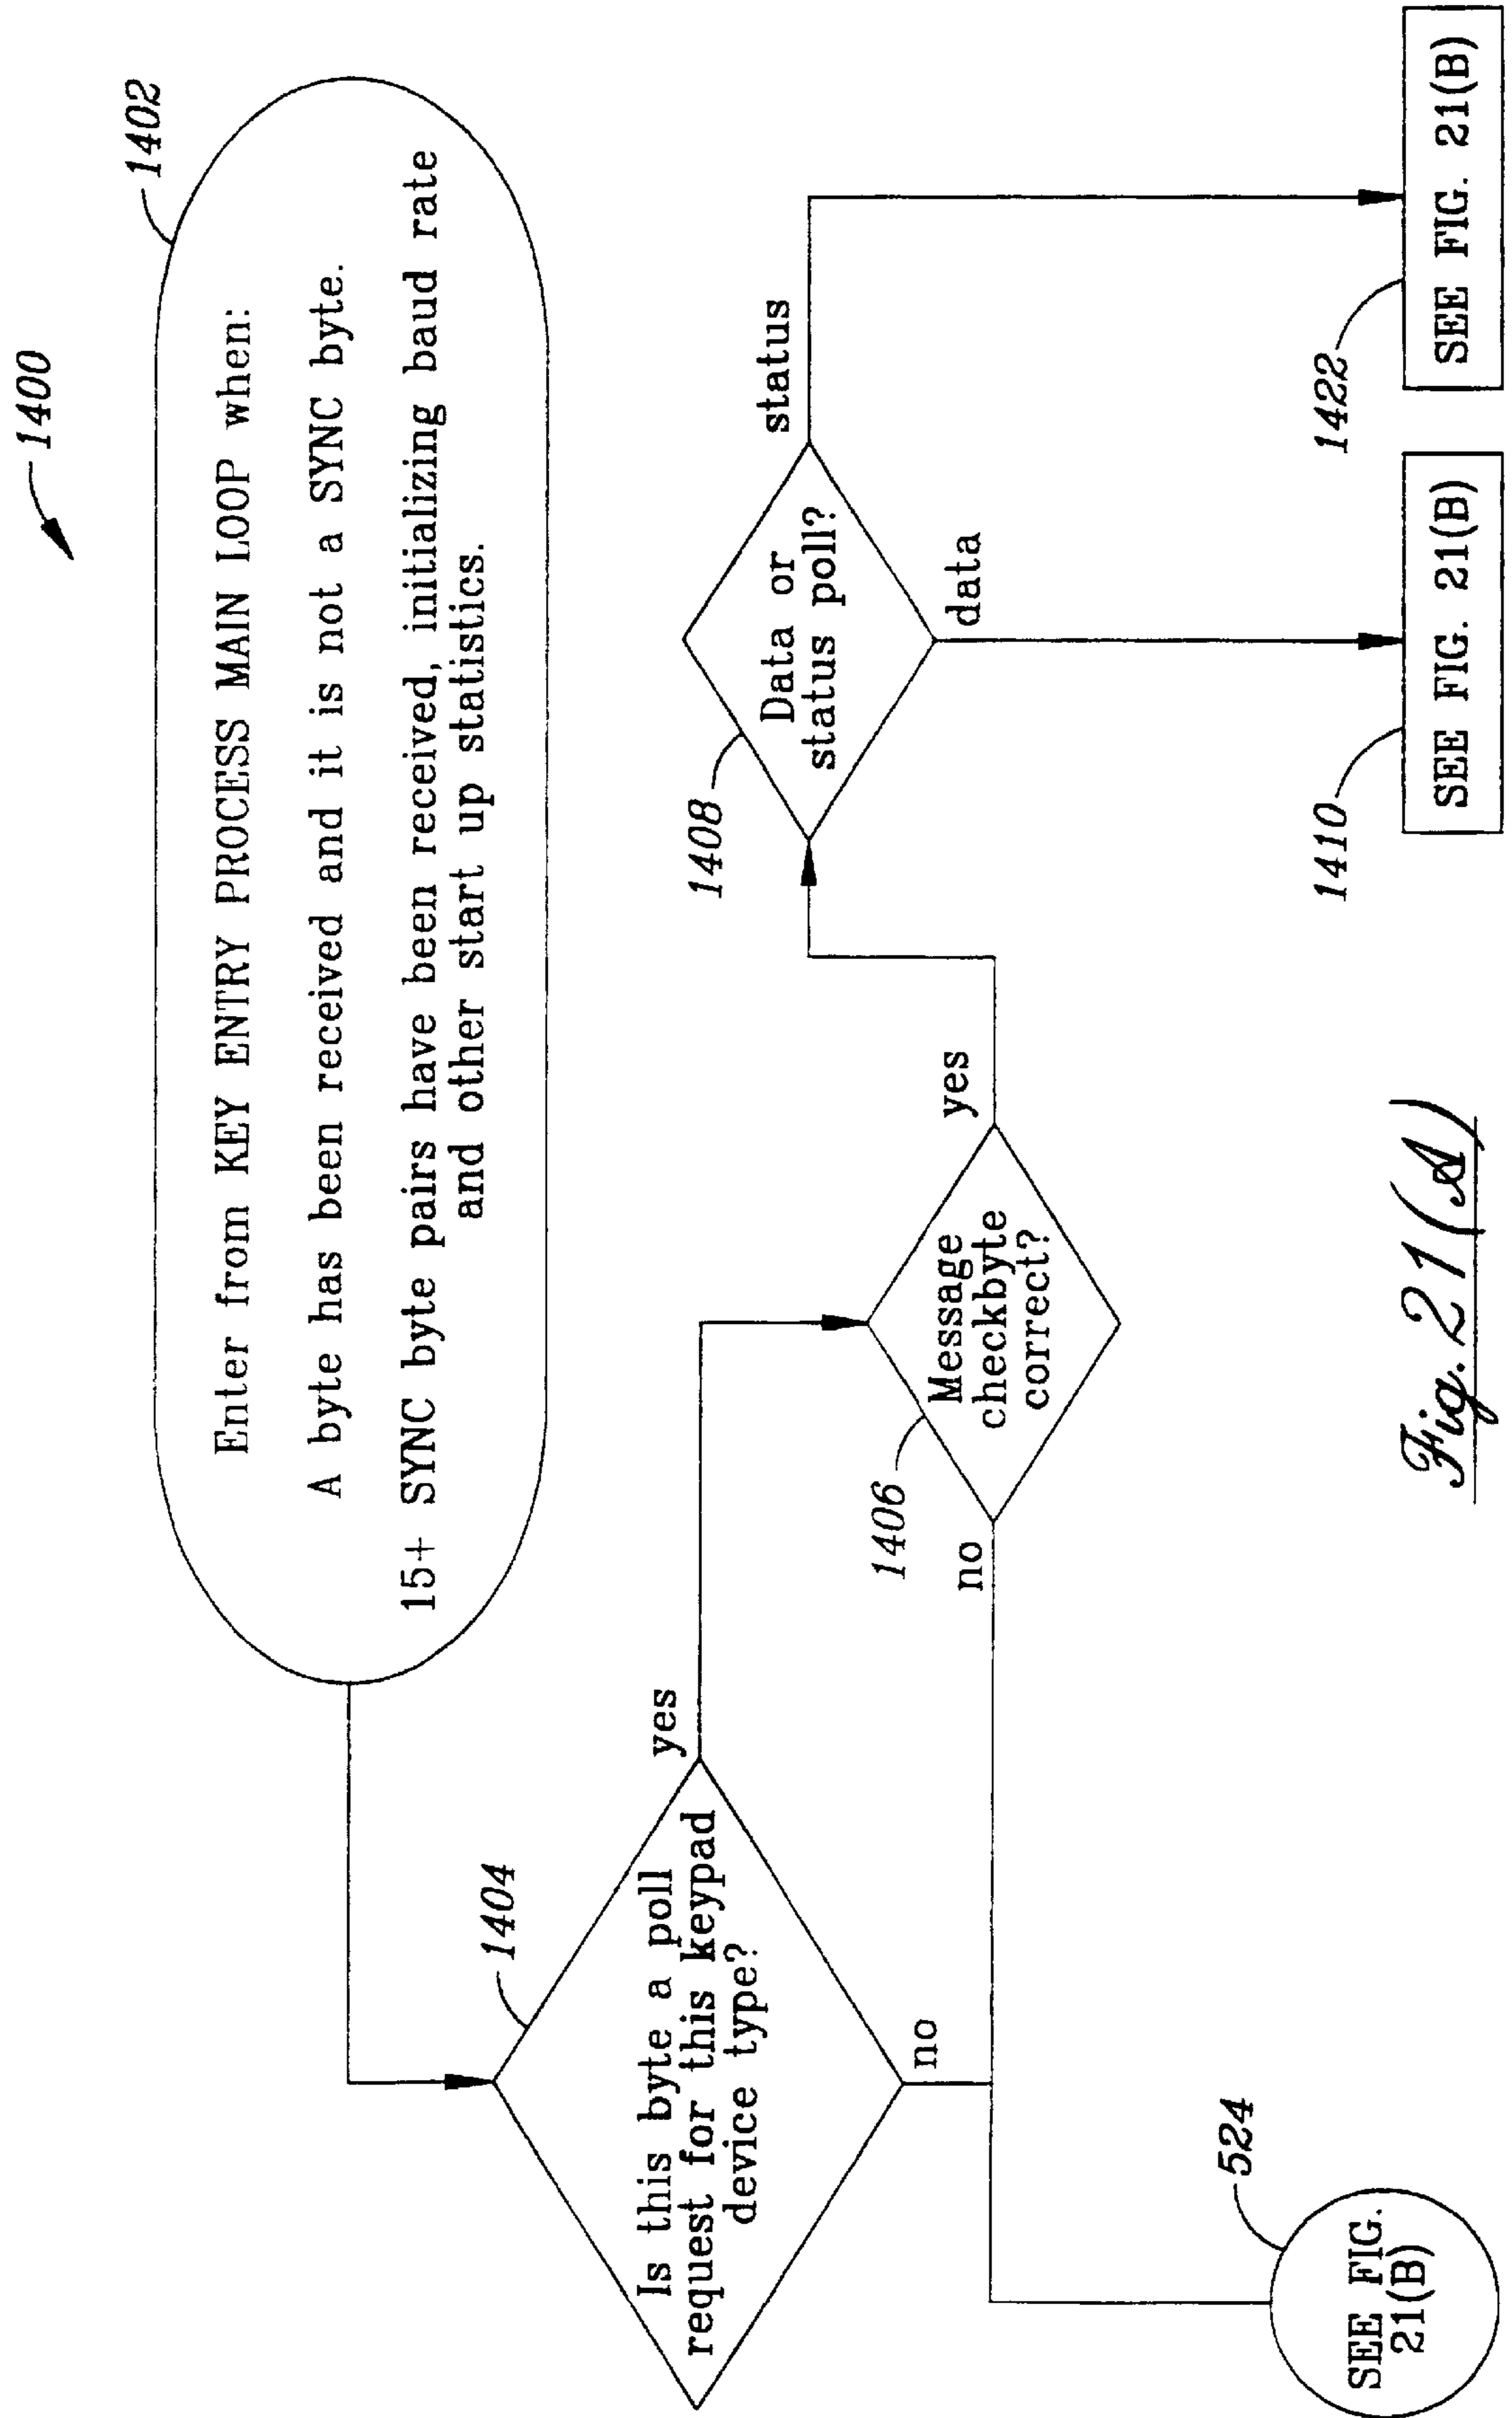 1400
1402
Enter from KEY ENTRY PROCESS MAIN LOOP when:
A byte has been received and it is not a SYNC byte.
15+ SYNC byte pairs have been received, initializing baud rate
and other start up statistics.
1404
Is this byte a poll
request for this keypad
device type?
yes
no
1406
Message
checkbyte
correct?
yes
no
1408
Data or
status poll?
status
data
524
SEE FIG.
21(B)
1410
SEE FIG. 21(B)
1422
SEE FIG. 21(B)
Fig. 21(A)